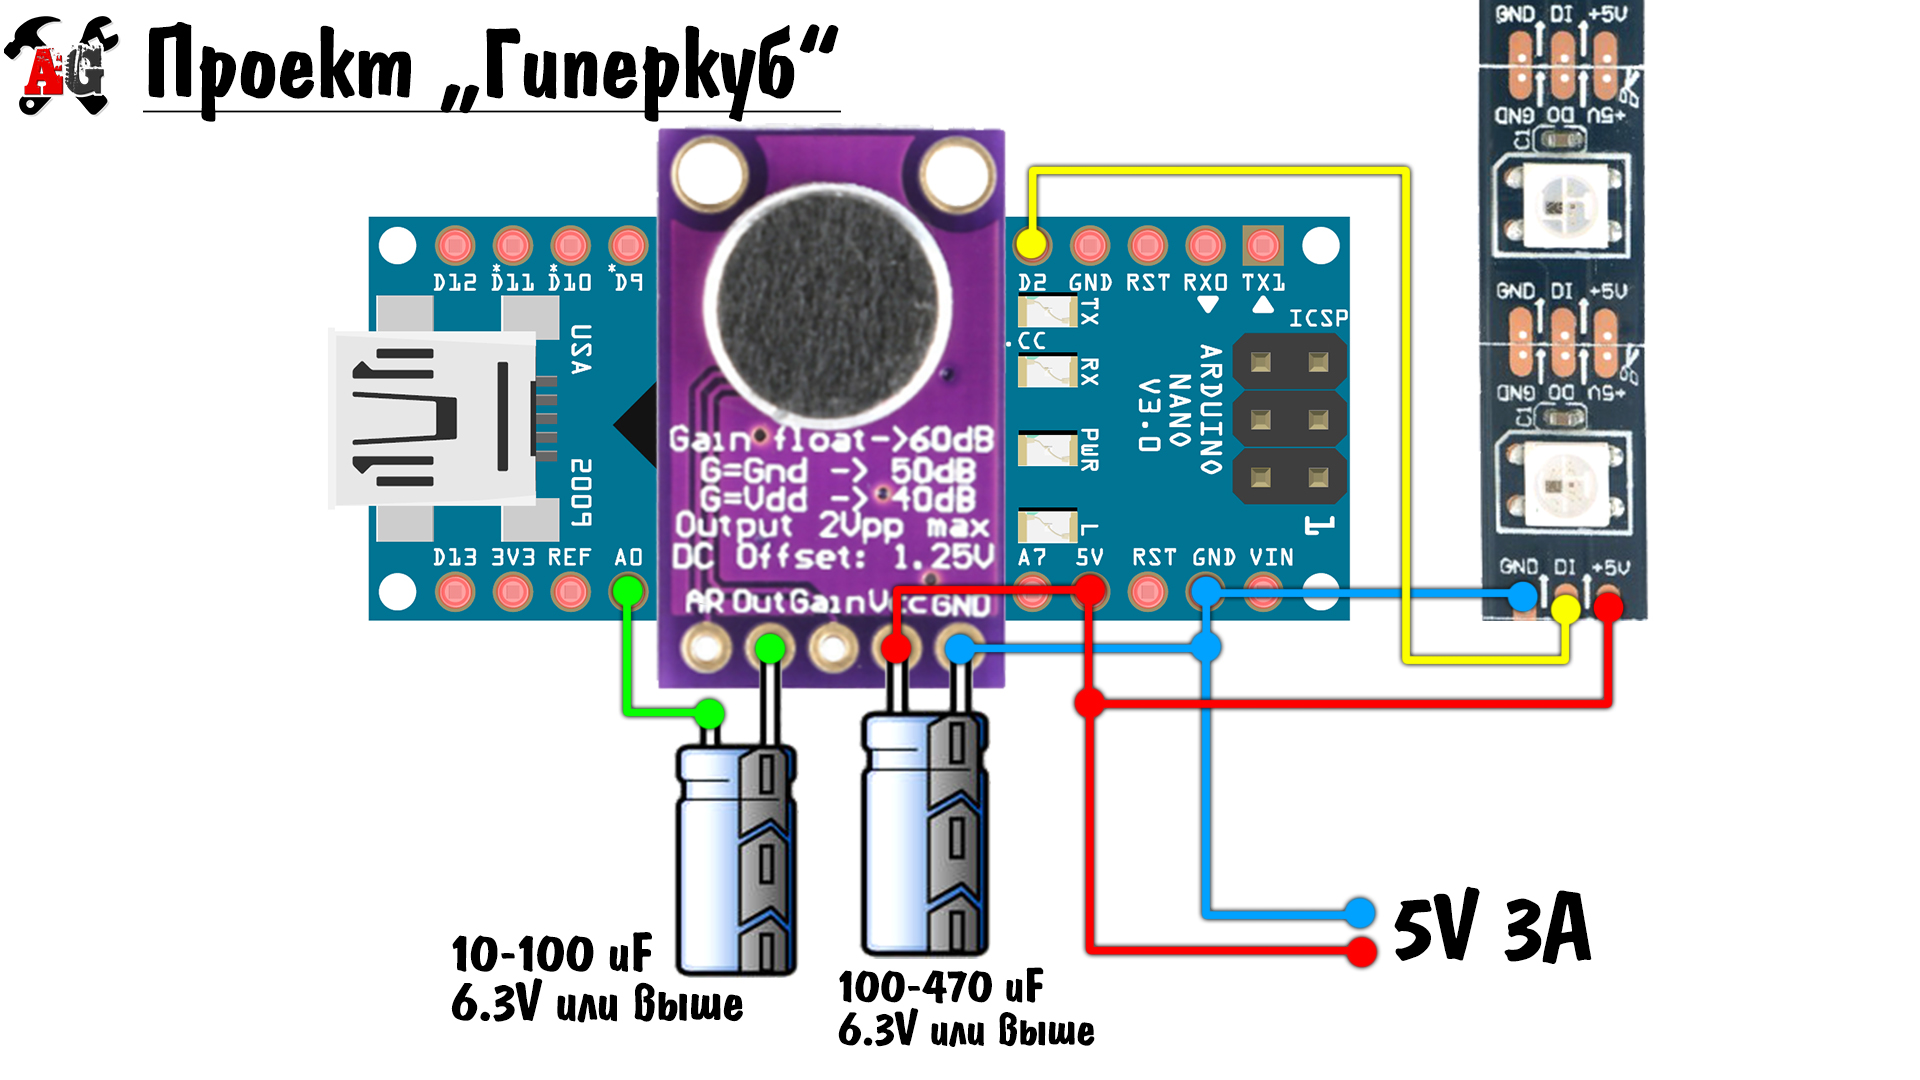 AG
Проект „Гиперкуб“
GND DI +5V
GND DO +5V
C1
D12 *D11 *D10 *D9
D2 GND RST RX0 TX1
TX
ICSP
.CC
USA
RX
ARDUINO
NANO
V3.0
GND DI +5V
GND DO +5V
C1
Gain float->60dB
G=Gnd -> 50dB
G=Vdd -> 40dB
Output 2Vpp max
DC Offset: 1.25V
PWR
2009
L
1
D13 3V3 REF A0
A7 5V RST GND VIN
GND DI +5V
AR Out Gain Vcc GND
5V 3A
10-100 uF
6.3V или выше
100-470 uF
6.3V или выше